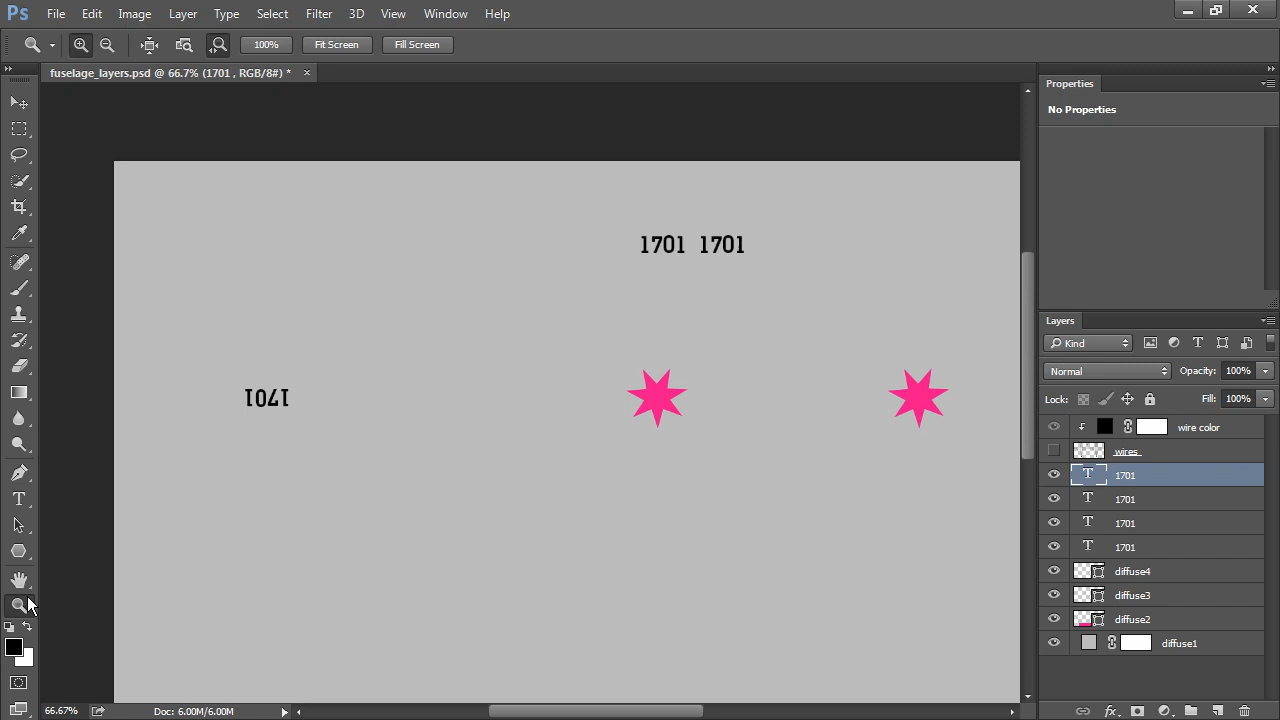 Ps File Edit Image Layer Type Select Filter 3D View Window Help
100% Fit Screen Fill Screen
fuselage_layers.psd @ 66.7% (1701 , RGB/8#) * ×
Properties
No Properties
1701 1701
1701
Layers
Kind
Normal Opacity: 100%
Lock: Fill: 100%
wire color
wires
T 1701
T 1701
T 1701
T 1701
diffuse4
diffuse3
diffuse2
diffuse1
66.67% Doc: 6.00M/6.00M
fx